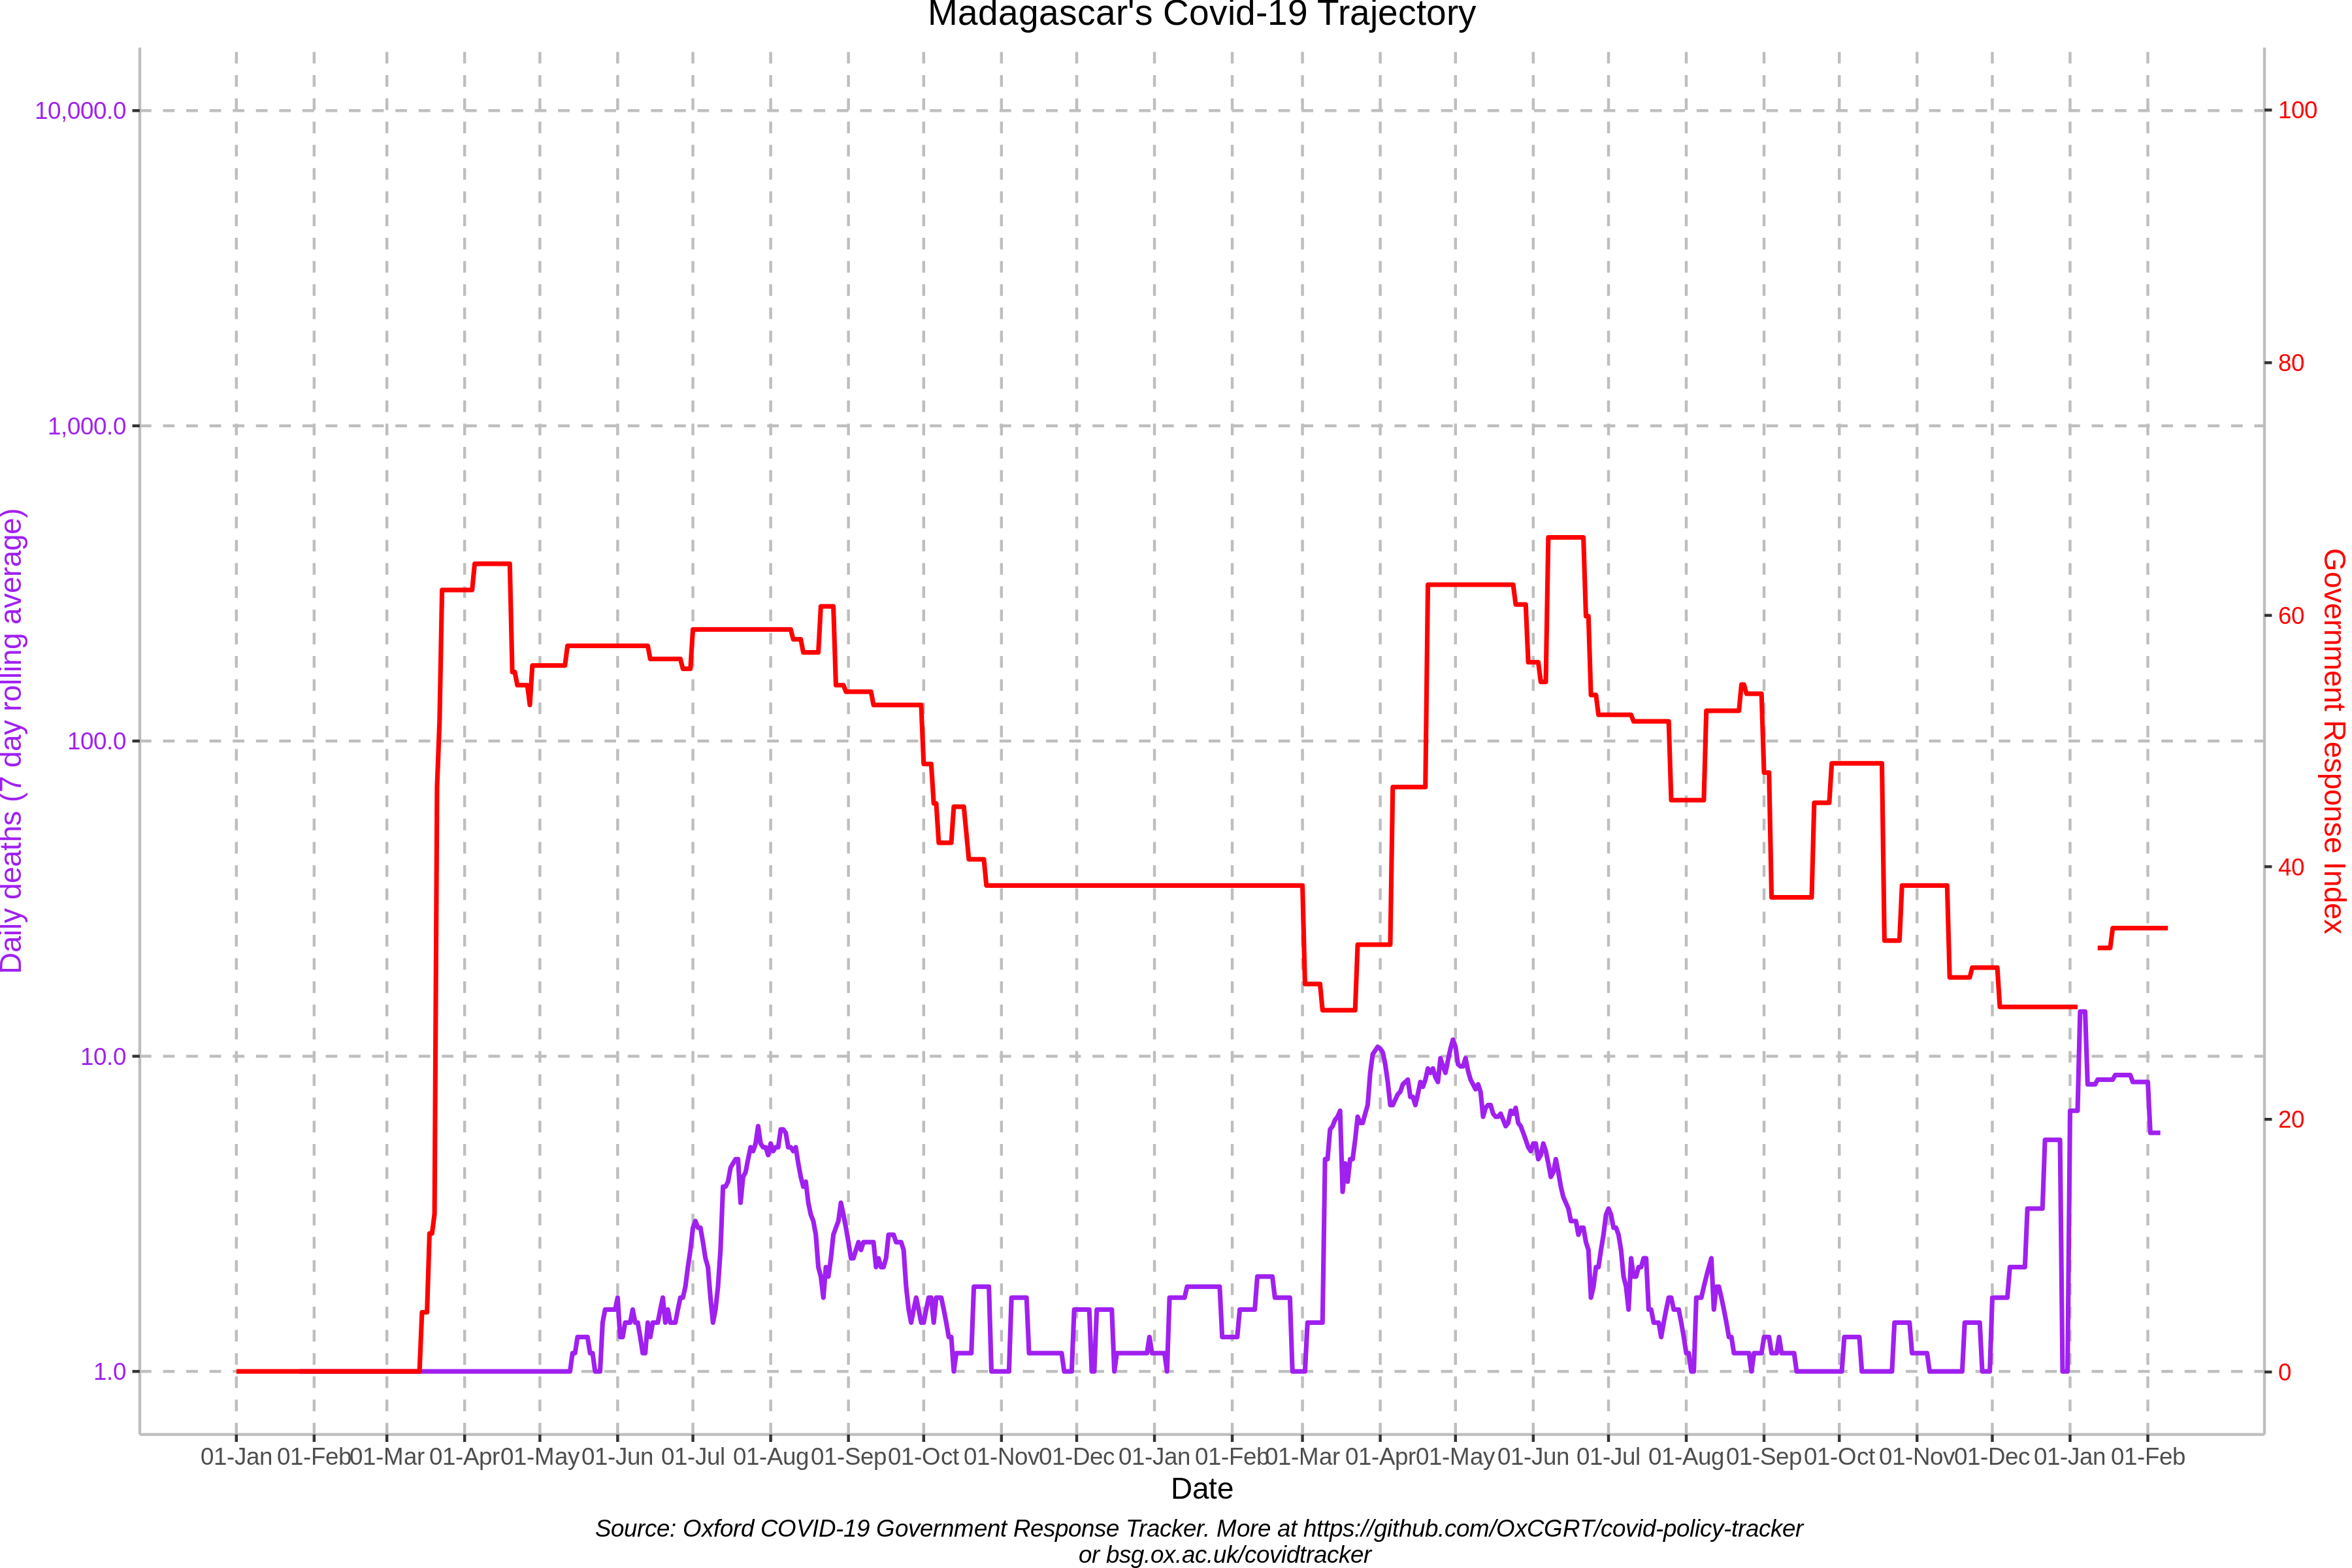 Madagascar's Covid-19 Trajectory
10,000.0
1,000.0
100.0
10.0
1.0
Daily deaths (7 day rolling average)
100
80
60
40
20
0
Government Response Index
01-Jan 01-Feb 01-Mar 01-Apr 01-May 01-Jun 01-Jul 01-Aug 01-Sep 01-Oct 01-Nov 01-Dec 01-Jan 01-Feb 01-Mar 01-Apr 01-May 01-Jun 01-Jul 01-Aug 01-Sep 01-Oct 01-Nov 01-Dec 01-Jan 01-Feb
Date
Source: Oxford COVID-19 Government Response Tracker. More at https://github.com/OxCGRT/covid-policy-tracker
or bsg.ox.ac.uk/covidtracker